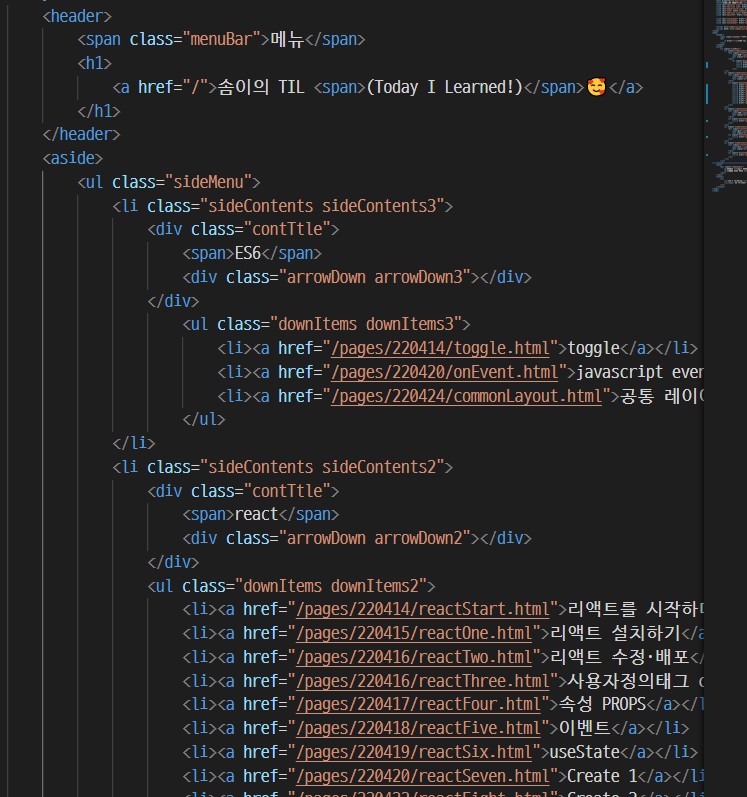 <header>
<span class="menuBar">메뉴</span>
<h1>
<a href="/">솜이의 TIL <span>(Today I Learned!)</span>🥰</a>
</h1>
</header>
<aside>
<ul class="sideMenu">
<li class="sideContents sideContents3">
<div class="contTtle">
<span>ES6</span>
<div class="arrowDown arrowDown3"></div>
</div>
<ul class="downItems downItems3">
<li><a href="/pages/220414/toggle.html">toggle</a></li>
<li><a href="/pages/220420/onEvent.html">javascript even
<li><a href="/pages/220424/commonLayout.html">공통 레이
</ul>
</li>
<li class="sideContents sideContents2">
<div class="contTtle">
<span>react</span>
<div class="arrowDown arrowDown2"></div>
</div>
<ul class="downItems downItems2">
<li><a href="/pages/220414/reactStart.html">리액트를 시작하
<li><a href="/pages/220415/reactOne.html">리액트 설치하기</a
<li><a href="/pages/220416/reactTwo.html">리액트 수정·배포</
<li><a href="/pages/220416/reactThree.html">사용자정의태그
<li><a href="/pages/220417/reactFour.html">속성 PROPS</a></l
<li><a href="/pages/220418/reactFive.html">이벤트</a></li>
<li><a href="/pages/220419/reactSix.html">useState</a></li>
<li><a href="/pages/220420/reactSeven.html">Create 1</a></li